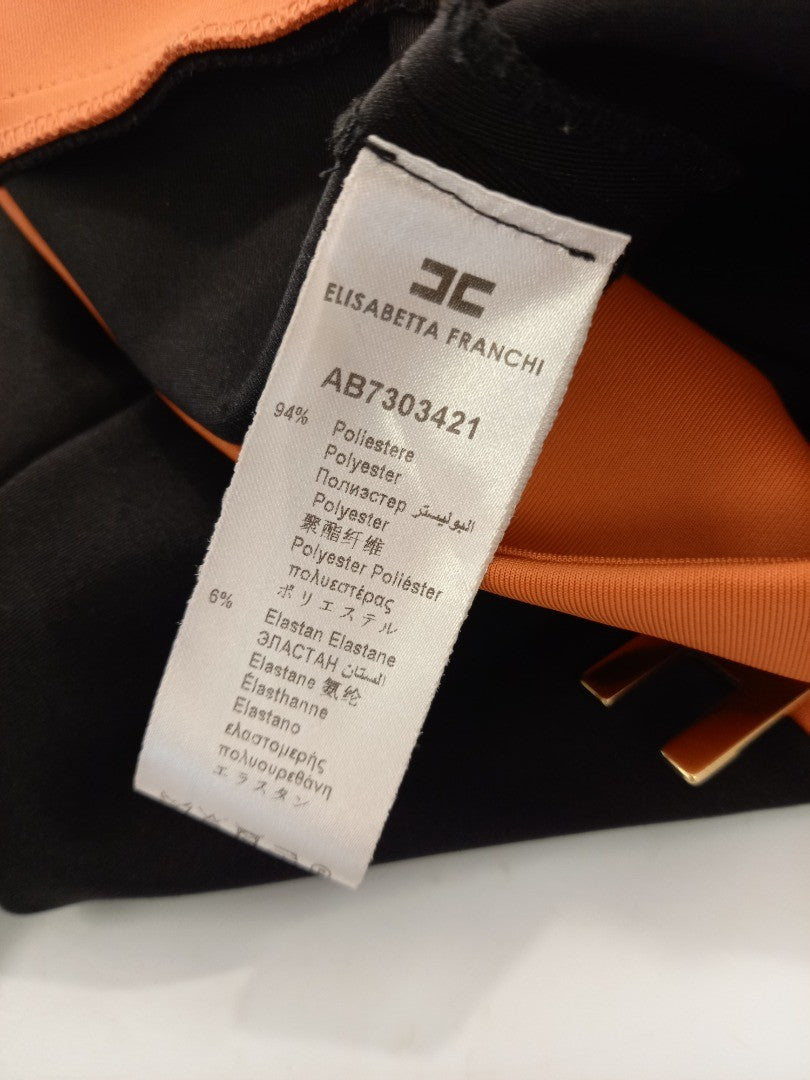 ELISABETTA FRANCHI
AB7303421
94% Poliestere
Polyester
Полиэстер البوليستر
Polyester
聚酯纤维
Polyester Poliéster
πολυεστέρας
ポリエステル
6% Elastan Elastane
ЭЛАСТАН الستان
Elastane 氨纶
Élasthanne
Elastano
ελαστομερής
πολυουρεθάνη
エラスタン